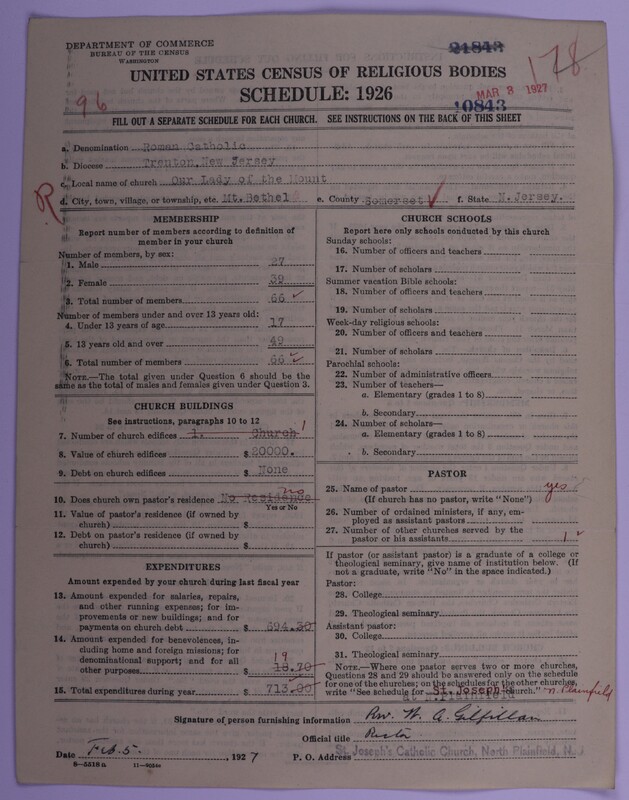 DEPARTMENT OF COMMERCE
BUREAU OF THE CENSUS
WASHINGTON
21843
178
UNITED STATES CENSUS OF RELIGIOUS BODIES
SCHEDULE: 1926
MAR 8 1927
96
10843
FILL OUT A SEPARATE SCHEDULE FOR EACH CHURCH. SEE INSTRUCTIONS ON THE BACK OF THIS SHEET
a. Denomination Roman Catholic
b. Diocese Trenton, New Jersey
c. Local name of church Our Lady of the Mount
R
d. City, town, village, or township, etc. Mt. Bethel e. County Somerset ✓ f. State N. Jersey.
MEMBERSHIP
Report number of members according to definition of
member in your church
Number of members, by sex:
1. Male 27
2. Female 39
3. Total number of members 66 ✓
Number of members under and over 13 years old:
4. Under 13 years of age 17
5. 13 years old and over 49
6. Total number of members 66 ✓
NOTE.—The total given under Question 6 should be the
same as the total of males and females given under Question 3.
CHURCH BUILDINGS
See instructions, paragraphs 10 to 12
7. Number of church edifices 1. Church 1
8. Value of church edifices $20000.
9. Debt on church edifices $ None
10. Does church own pastor's residence No Residence no
Yes or No
11. Value of pastor's residence (if owned by
church) $
12. Debt on pastor's residence (if owned by
church) $
EXPENDITURES
Amount expended by your church during last fiscal year
13. Amount expended for salaries, repairs,
and other running expenses; for im-
provements or new buildings; and for
payments on church debt $ 694.30
14. Amount expended for benevolences, in-
cluding home and foreign missions; for
denominational support; and for all
other purposes $ 18.70 19
15. Total expenditures during year $ 713.00
CHURCH SCHOOLS
Report here only schools conducted by this church
Sunday schools:
16. Number of officers and teachers
17. Number of scholars
Summer vacation Bible schools:
18. Number of officers and teachers
19. Number of scholars
Week-day religious schools:
20. Number of officers and teachers
21. Number of scholars
Parochial schools:
22. Number of administrative officers
23. Number of teachers—
a. Elementary (grades 1 to 8)
b. Secondary
24. Number of scholars—
a. Elementary (grades 1 to 8)
b. Secondary
PASTOR
25. Name of pastor yes
(If church has no pastor, write "None")
26. Number of ordained ministers, if any, em-
ployed as assistant pastors
27. Number of other churches served by the
pastor or his assistants 1 ✓
If pastor (or assistant pastor) is a graduate of a college or
theological seminary, give name of institution below. (If
not a graduate, write "No" in the space indicated.)
Pastor:
28. College
29. Theological seminary
Assistant pastor:
30. College
31. Theological seminary
NOTE.—Where one pastor serves two or more churches,
Questions 28 and 29 should be answered only on the schedule
for one of the churches; on the schedules for the other churches,
write "See schedule for St. Joseph Church." N. Plainfield
at N. Plainfield
Signature of person furnishing information Rev. W. A. Gilfillan
Official title Rector
Date Feb. 5., 1927 P. O. Address St. Joseph's Catholic Church, North Plainfield, N. J.
8—5518 a 11—9034c